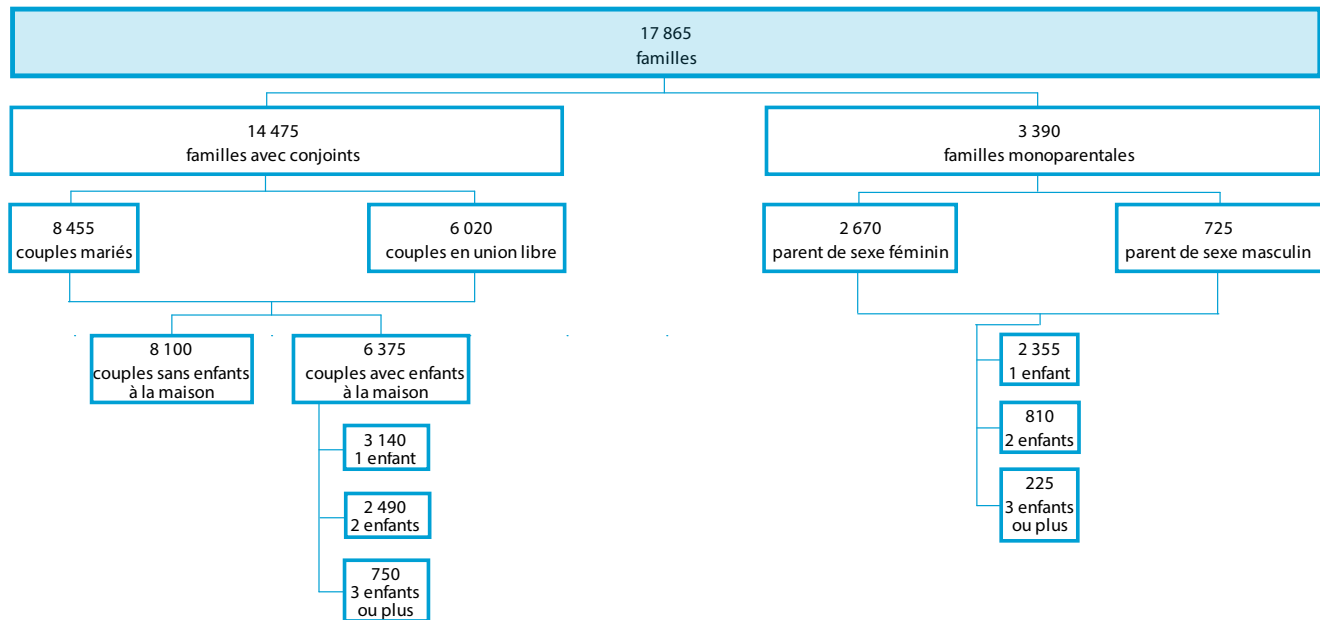 17 865
familles
14 475
familles avec conjoints
3 390
familles monoparentales
8 455
couples mariés
6 020
couples en union libre
2 670
parent de sexe féminin
725
parent de sexe masculin
8 100
couples sans enfants
à la maison
6 375
couples avec enfants
à la maison
3 140
1 enfant
2 490
2 enfants
750
3 enfants
ou plus
2 355
1 enfant
810
2 enfants
225
3 enfants
ou plus